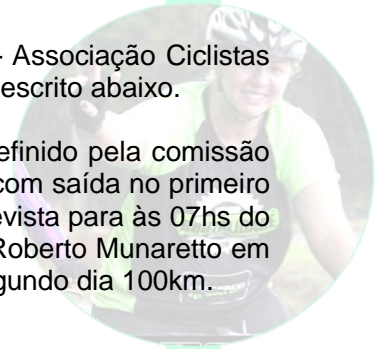 - Associação Ciclistas
escrito abaixo.
efinido pela comissão
com saída no primeiro
evista para às 07hs do
Roberto Munaretto em
gundo dia 100km.